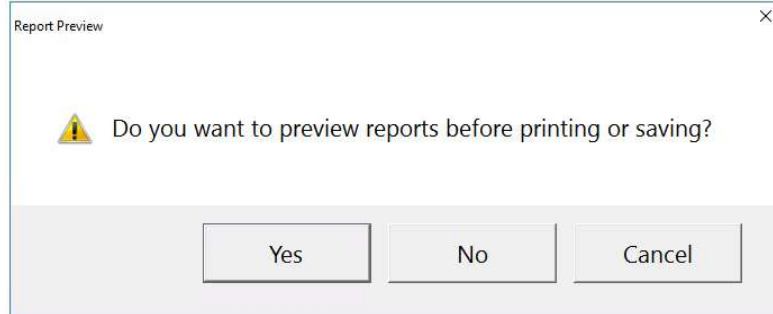 Report Preview
Do you want to preview reports before printing or saving?
Yes No Cancel